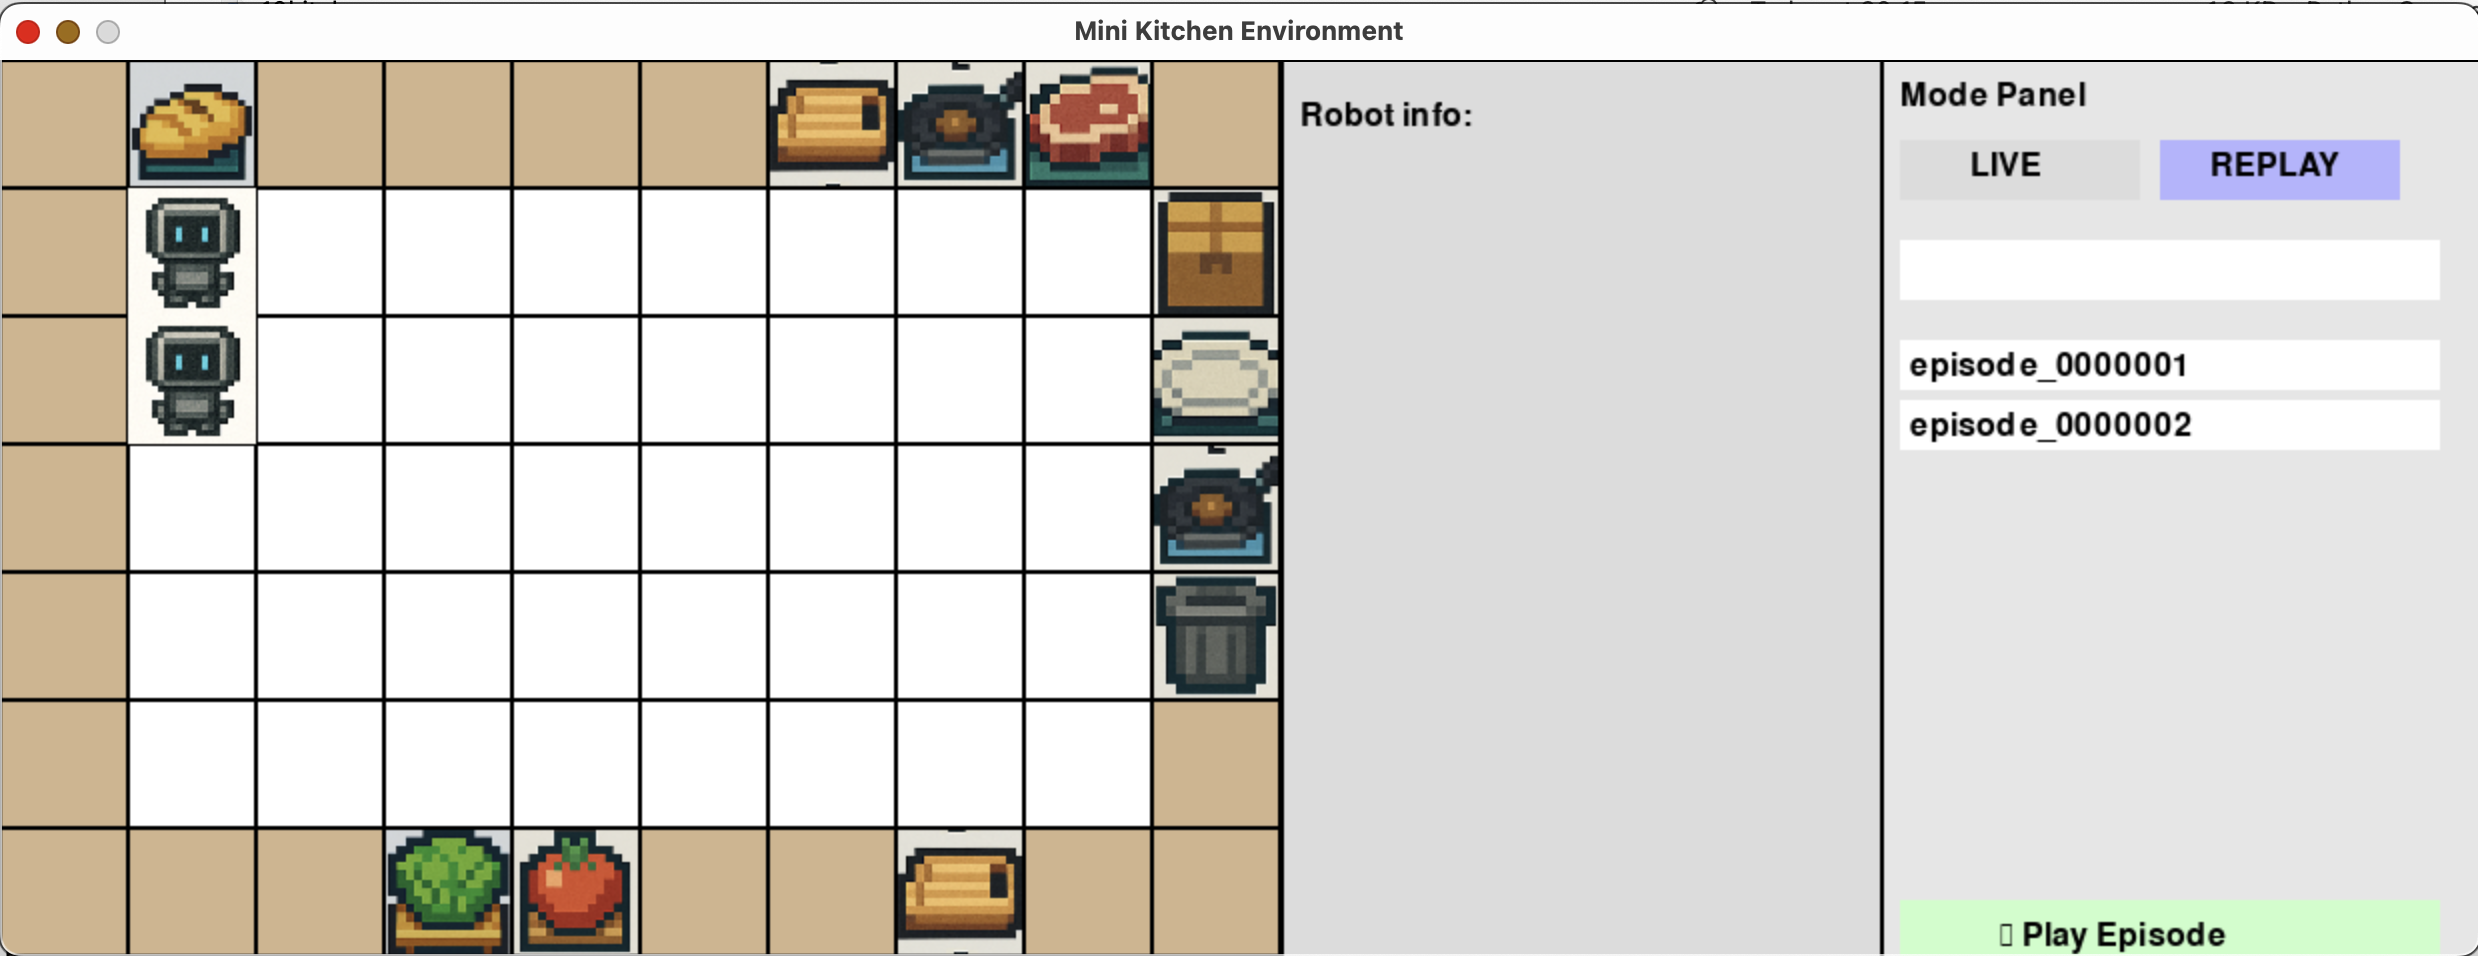 Mini Kitchen Environment
Robot info:
Mode Panel
LIVE
REPLAY
episode_0000001
episode_0000002
Play Episode